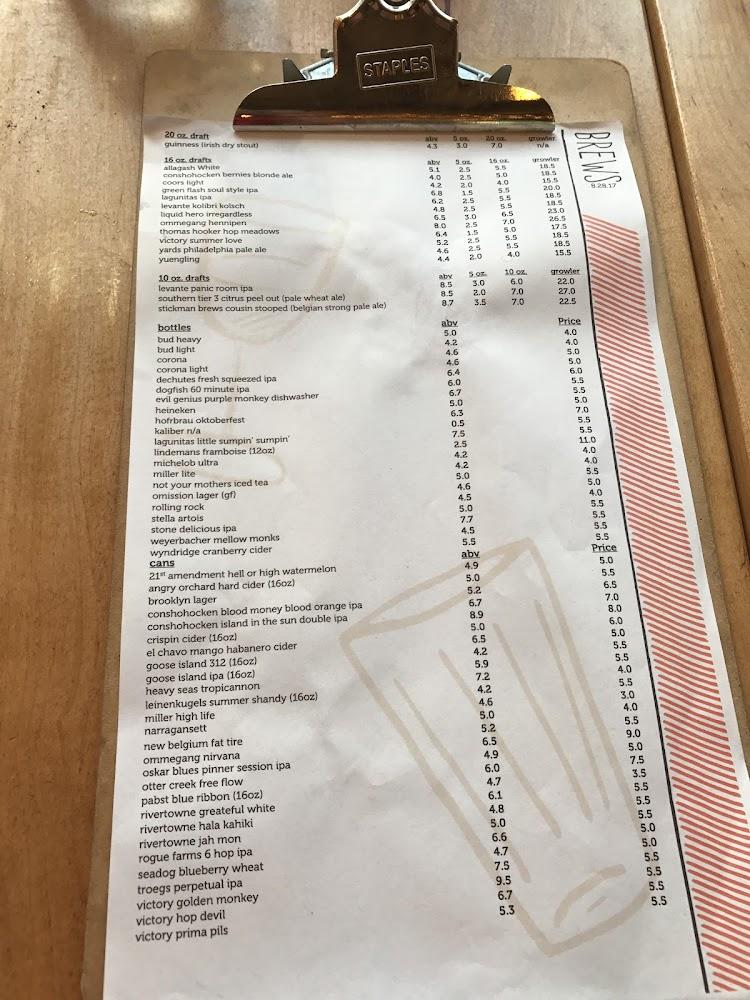 STAPLES
BREWS
8.28.17
20 oz. draft abv 5 oz. 20 oz. growler
guinness (irish dry stout) 4.3 3.0 7.0 n/a
16 oz. drafts abv 5 oz. 16 oz. growler
allagash White 5.1 2.5 5.5 18.5
conshohocken bernies blonde ale 4.0 2.5 5.0 18.5
coors light 4.2 2.0 4.0 15.5
green flash soul style ipa 6.8 1.5 5.5 20.0
lagunitas ipa 6.2 2.5 5.5 18.5
levante kolibri kolsch 4.8 2.5 5.5 18.5
liquid hero irregardless 6.5 3.0 6.5 23.0
ommegang hennipen 8.0 2.5 7.0 26.5
thomas hooker hop meadows 6.4 1.5 5.0 17.5
victory summer love 5.2 2.5 5.5 18.5
yards philadelphia pale ale 4.6 2.5 5.5 18.5
yuengling 4.4 2.0 4.0 15.5
10 oz. drafts abv 5 oz. 10 oz. growler
levante panic room ipa 8.5 3.0 6.0 22.0
southern tier 3 citrus peel out (pale wheat ale) 8.5 2.0 7.0 27.0
stickman brews cousin stooped (belgian strong pale ale) 8.7 3.5 7.0 22.5
bottles abv Price
bud heavy 5.0 4.0
bud light 4.2 4.0
corona 4.6 5.0
corona light 4.6 5.0
dechutes fresh squeezed ipa 6.4 6.0
dogfish 60 minute ipa 6.0 5.5
evil genius purple monkey dishwasher 6.7 5.5
heineken 5.0 5.0
hofrbrau oktoberfest 6.3 7.0
kaliber n/a 0.5 5.5
lagunitas little sumpin' sumpin' 7.5 5.5
lindemans framboise (12oz) 2.5 11.0
michelob ultra 4.2 4.0
miller lite 4.2 4.0
not your mothers iced tea 5.0 5.5
omission lager (gf) 4.6 5.0
rolling rock 4.5 4.0
stella artois 5.0 5.5
stone delicious ipa 7.7 5.5
weyerbacher mellow monks 4.5 5.5
wyndridge cranberry cider 5.5 5.5
cans abv Price
21st amendment hell or high watermelon 4.9 5.0
angry orchard hard cider (16oz) 5.0 5.5
brooklyn lager 5.2 6.5
conshohocken blood money blood orange ipa 6.7 7.0
conshohocken island in the sun double ipa 8.9 8.0
crispin cider (16oz) 5.0 6.0
el chavo mango habanero cider 6.5 5.0
goose island 312 (16oz) 4.2 5.5
goose island ipa (16oz) 5.9 5.5
heavy seas tropicannon 7.2 4.0
leinenkugels summer shandy (16oz) 4.2 5.5
miller high life 4.6 3.0
narragansett 5.0 4.0
new belgium fat tire 5.2 5.5
ommegang nirvana 6.5 9.0
oskar blues pinner session ipa 4.9 5.0
otter creek free flow 6.0 7.5
pabst blue ribbon (16oz) 4.7 3.5
rivertowne greateful white 6.1 5.5
rivertowne hala kahiki 4.8 5.5
rivertowne jah mon 5.0 5.5
rogue farms 6 hop ipa 6.6 5.0
seadog blueberry wheat 4.7 5.0
troegs perpetual ipa 7.5 5.5
victory golden monkey 9.5 5.5
victory hop devil 6.7 5.5
victory prima pils 5.3 5.5